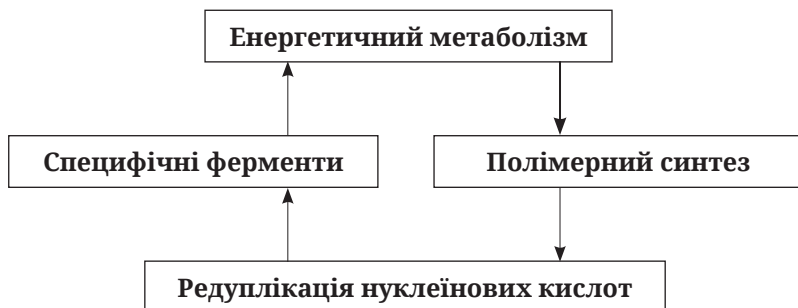 Енергетичний метаболізм
Специфічні ферменти
Полімерний синтез
Редуплікація нуклеїнових кислот